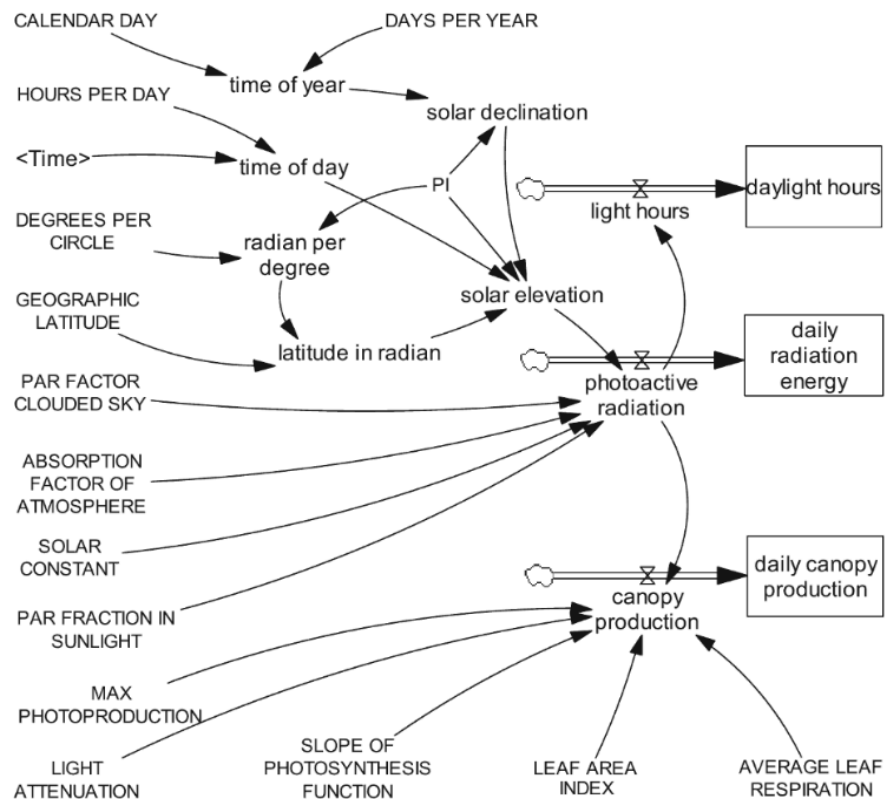 CALENDAR DAY
DAYS PER YEAR
time of year
HOURS PER DAY
solar declination
<Time>
time of day
PI
daylight hours
light hours
DEGREES PER
CIRCLE
radian per
degree
solar elevation
GEOGRAPHIC
LATITUDE
latitude in radian
daily
radiation
energy
PAR FACTOR
CLOUDED SKY
photoactive
radiation
ABSORPTION
FACTOR OF
ATMOSPHERE
SOLAR
CONSTANT
daily canopy
production
canopy
production
PAR FRACTION IN
SUNLIGHT
MAX
PHOTOPRODUCTION
LIGHT
ATTENUATION
SLOPE OF
PHOTOSYNTHESIS
FUNCTION
LEAF AREA
INDEX
AVERAGE LEAF
RESPIRATION